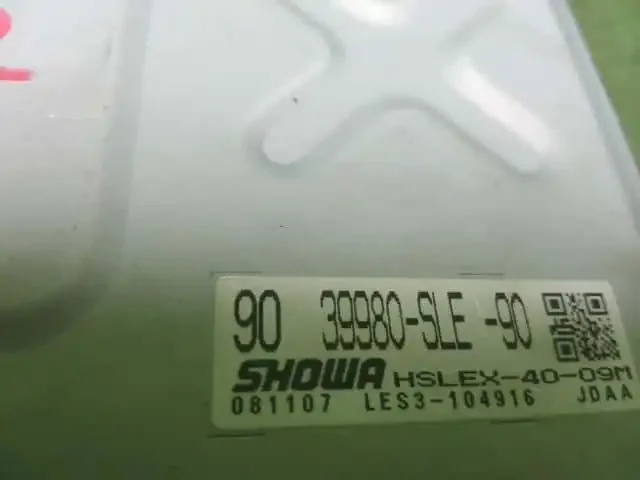 90 39980-SLE -90
SHOWA HSLEX-40-09M
081107 LES3-104916 JDAA